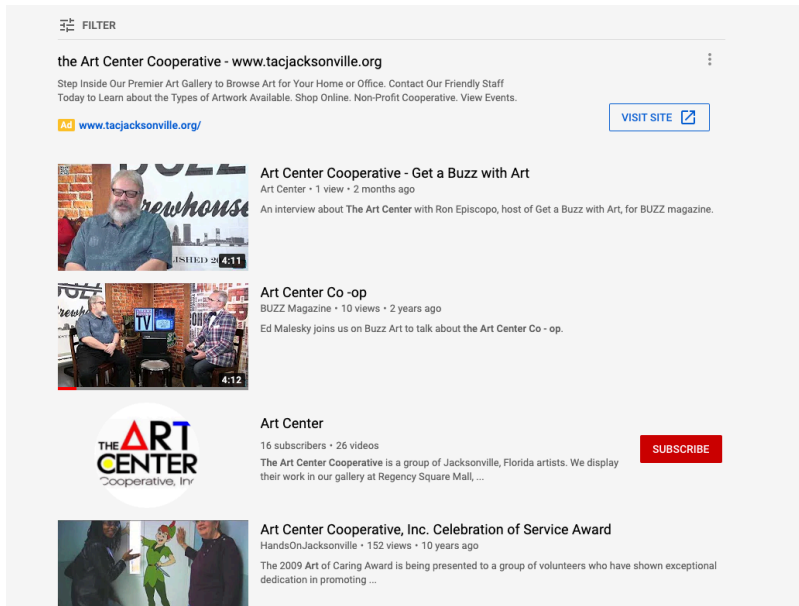 FILTER
the Art Center Cooperative - www.tacjacksonville.org
Step Inside Our Premier Art Gallery to Browse Art for Your Home or Office. Contact Our Friendly Staff
Today to Learn about the Types of Artwork Available. Shop Online. Non-Profit Cooperative. View Events.
VISIT SITE
Ad www.tacjacksonville.org/
BUZZ
rewhouse
ISHED 20
4:11
Art Center Cooperative - Get a Buzz with Art
Art Center • 1 view • 2 months ago
An interview about The Art Center with Ron Episcopo, host of Get a Buzz with Art, for BUZZ magazine.
TV
4:12
Art Center Co -op
BUZZ Magazine • 10 views • 2 years ago
Ed Malesky joins us on Buzz Art to talk about the Art Center Co - op.
THE ART
CENTER
Cooperative, In
Art Center
16 subscribers • 26 videos
The Art Center Cooperative is a group of Jacksonville, Florida artists. We display
their work in our gallery at Regency Square Mall, ...
SUBSCRIBE
Art Center Cooperative, Inc. Celebration of Service Award
HandsOnJacksonville • 152 views • 10 years ago
The 2009 Art of Caring Award is being presented to a group of volunteers who have shown exceptional
dedication in promoting ...